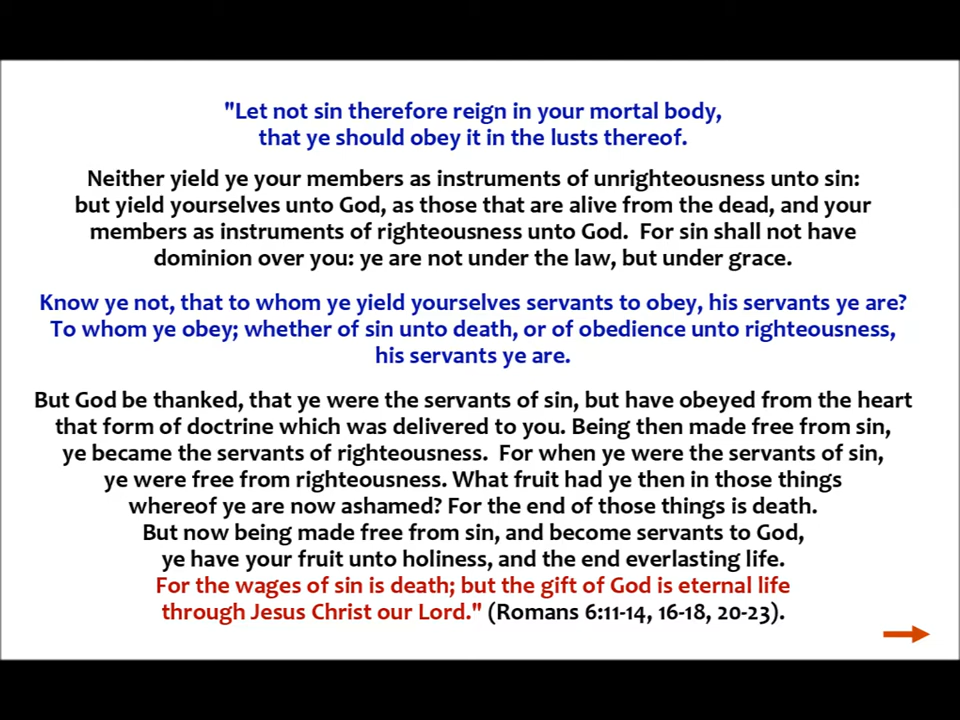 "Let not sin therefore reign in your mortal body,
that ye should obey it in the lusts thereof.
Neither yield ye your members as instruments of unrighteousness unto sin:
but yield yourselves unto God, as those that are alive from the dead, and your
members as instruments of righteousness unto God.  For sin shall not have
dominion over you: ye are not under the law, but under grace.
Know ye not, that to whom ye yield yourselves servants to obey, his servants ye are?
To whom ye obey; whether of sin unto death, or of obedience unto righteousness,
his servants ye are.
But God be thanked, that ye were the servants of sin, but have obeyed from the heart
that form of doctrine which was delivered to you. Being then made free from sin,
ye became the servants of righteousness.  For when ye were the servants of sin,
ye were free from righteousness. What fruit had ye then in those things
whereof ye are now ashamed? For the end of those things is death.
But now being made free from sin, and become servants to God,
ye have your fruit unto holiness, and the end everlasting life.
For the wages of sin is death; but the gift of God is eternal life
through Jesus Christ our Lord." (Romans 6:11-14, 16-18, 20-23).